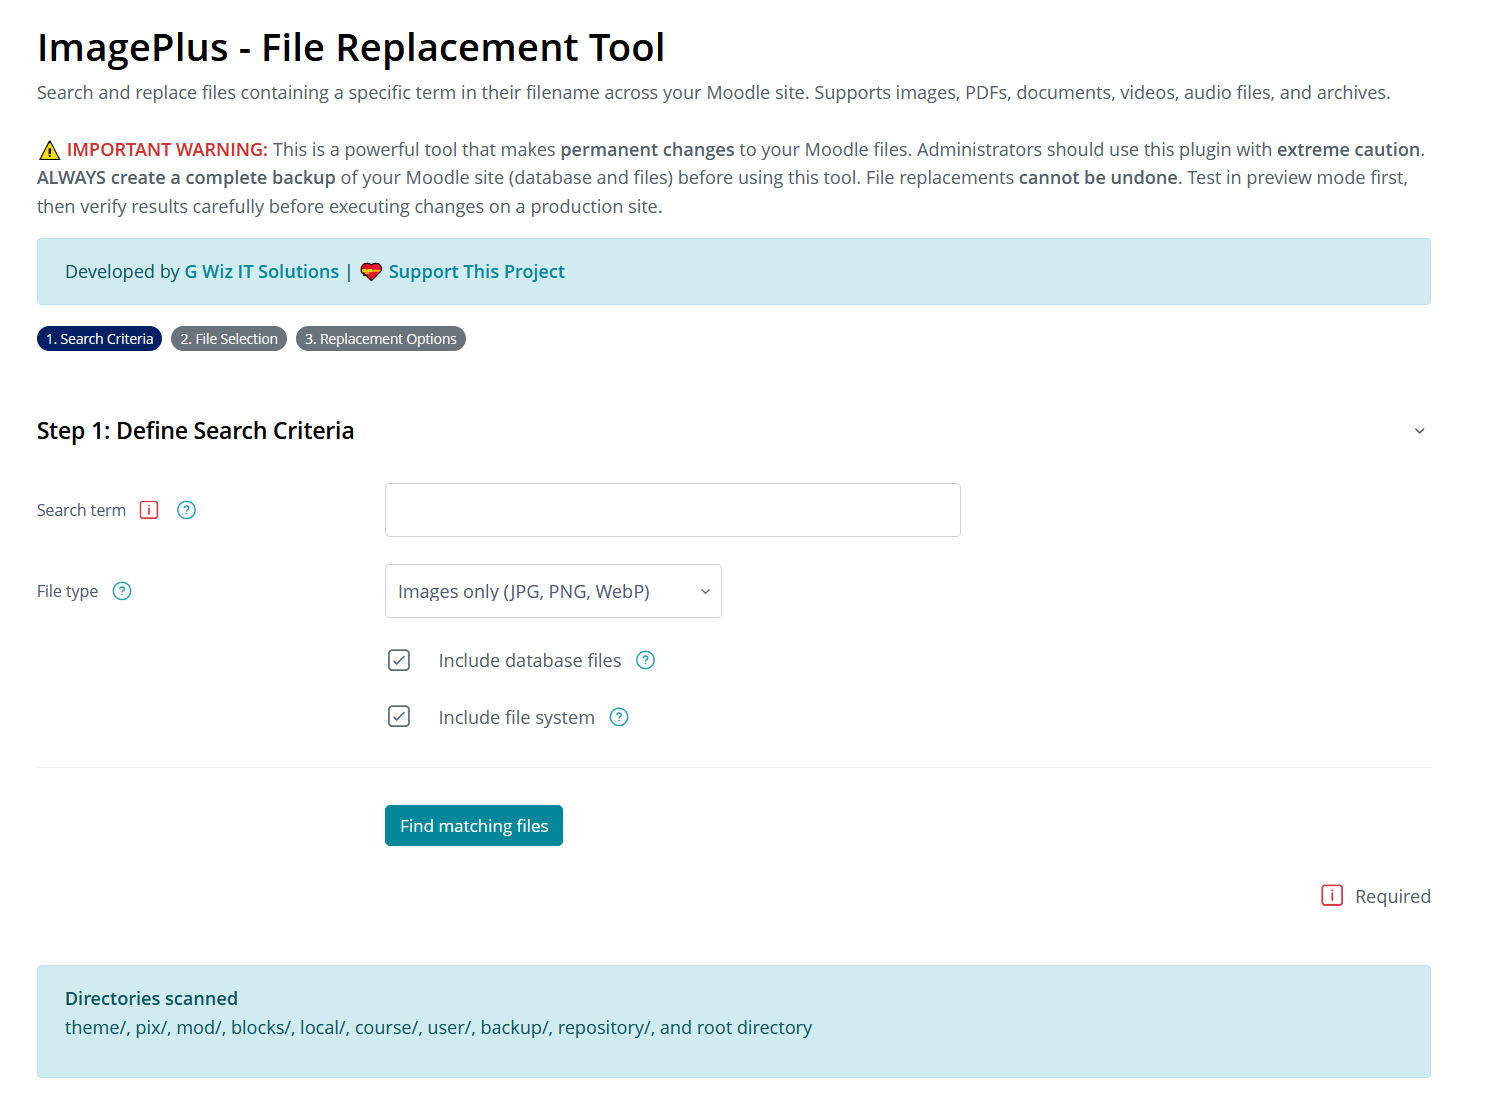 ImagePlus - File Replacement Tool
Search and replace files containing a specific term in their filename across your Moodle site. Supports images, PDFs, documents, videos, audio files, and archives.
IMPORTANT WARNING: This is a powerful tool that makes permanent changes to your Moodle files. Administrators should use this plugin with extreme caution.
ALWAYS create a complete backup of your Moodle site (database and files) before using this tool. File replacements cannot be undone. Test in preview mode first,
then verify results carefully before executing changes on a production site.
Developed by G Wiz IT Solutions | Support This Project
1. Search Criteria 2. File Selection 3. Replacement Options
Step 1: Define Search Criteria
Search term
File type Images only (JPG, PNG, WebP)
Include database files
Include file system
Find matching files
Required
Directories scanned
theme/, pix/, mod/, blocks/, local/, course/, user/, backup/, repository/, and root directory